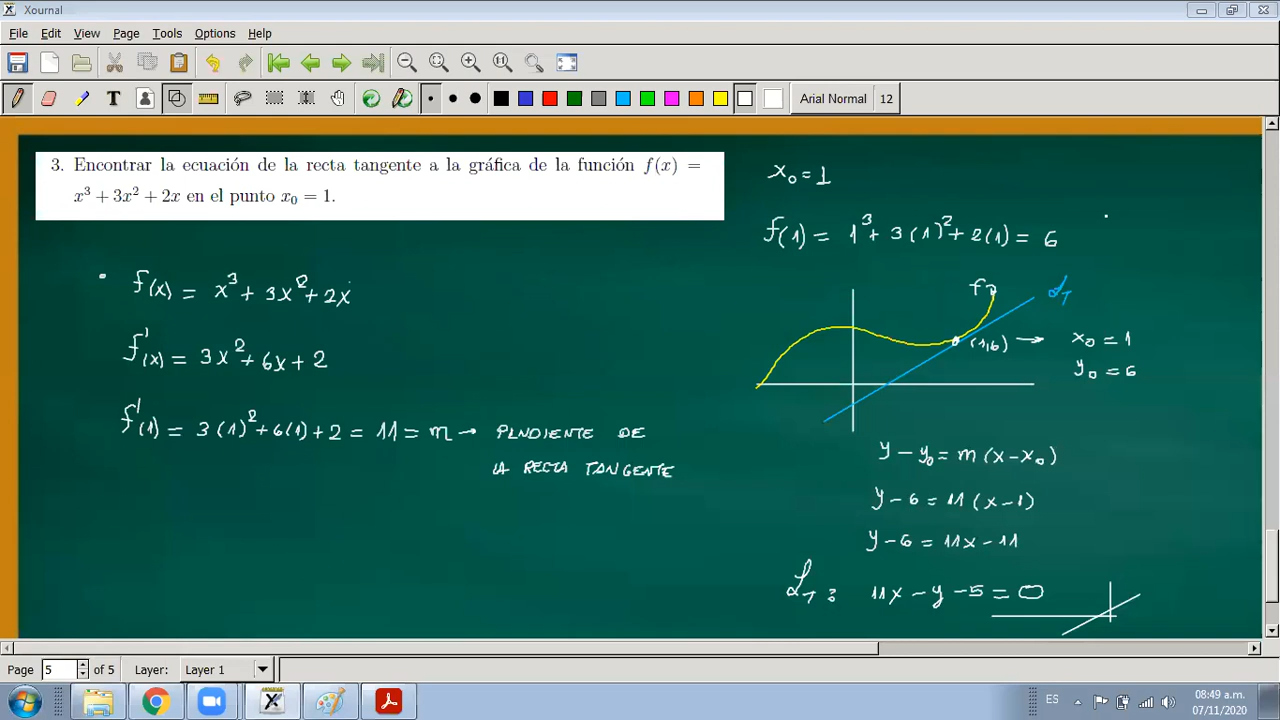 Xournal
File Edit View Page Tools Options Help
Arial Normal 12
3. Encontrar la ecuación de la recta tangente a la gráfica de la función f(x) =
x³ + 3x² + 2x en el punto x₀ = 1.
• f(x) = x³ + 3x² + 2x
f'(x) = 3x² + 6x + 2
f'(1) = 3(1)² + 6(1) + 2 = 11 = m → PENDIENTE DE
LA RECTA TANGENTE
x₀ = 1
f(1) = 1³ + 3(1)² + 2(1) = 6
f
ℒ_T
(1,6) → x₀ = 1
y₀ = 6
y - y₀ = m(x - x₀)
y - 6 = 11(x - 1)
y - 6 = 11x - 11
ℒ_T : 11x - y - 5 = 0
Page 5 of 5 Layer: Layer 1
ES
08:49 a.m.
07/11/2020